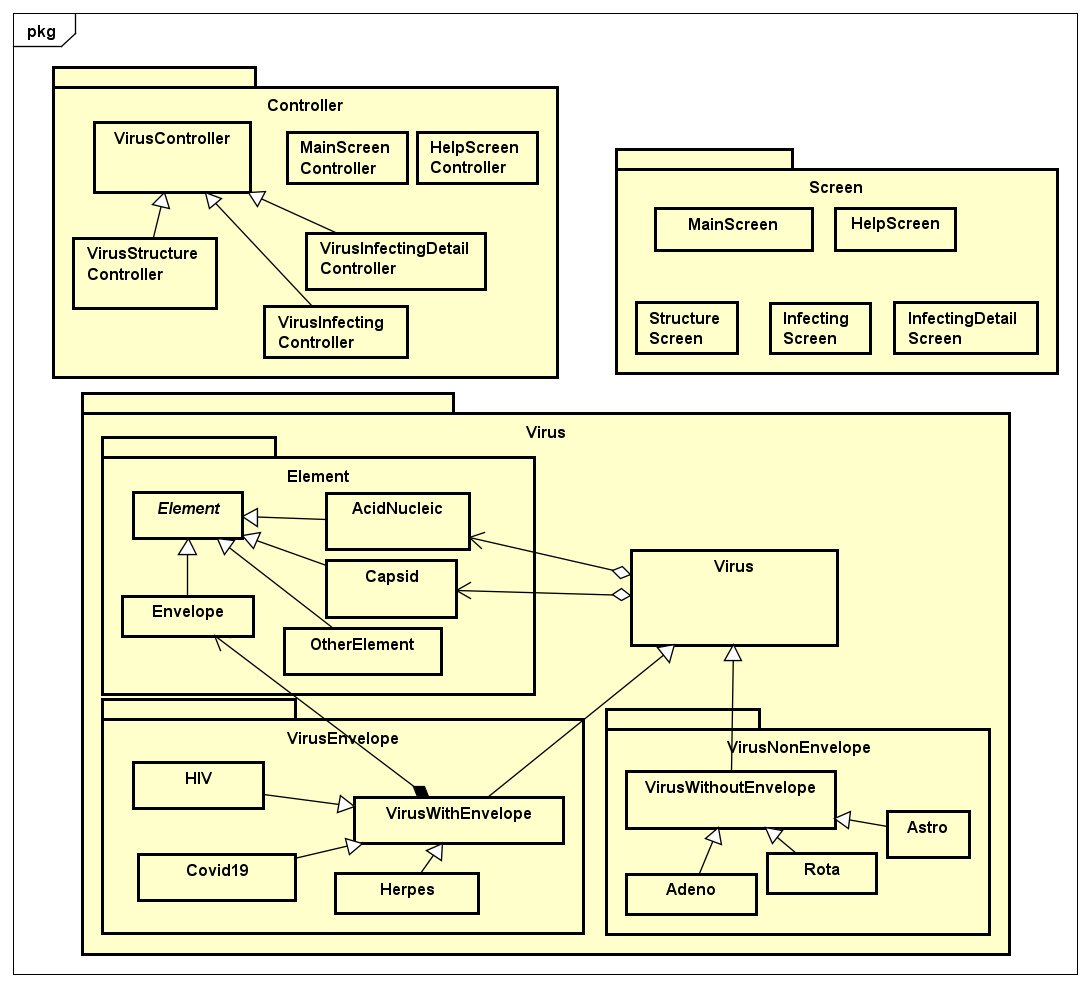 pkg
Controller
VirusController
MainScreen
Controller
HelpScreen
Controller
VirusStructure
Controller
VirusInfectingDetail
Controller
VirusInfecting
Controller
Screen
MainScreen
HelpScreen
Structure
Screen
Infecting
Screen
InfectingDetail
Screen
Virus
Element
Element
AcidNucleic
Capsid
Envelope
OtherElement
Virus
VirusEnvelope
HIV
VirusWithEnvelope
Covid19
Herpes
VirusNonEnvelope
VirusWithoutEnvelope
Astro
Rota
Adeno